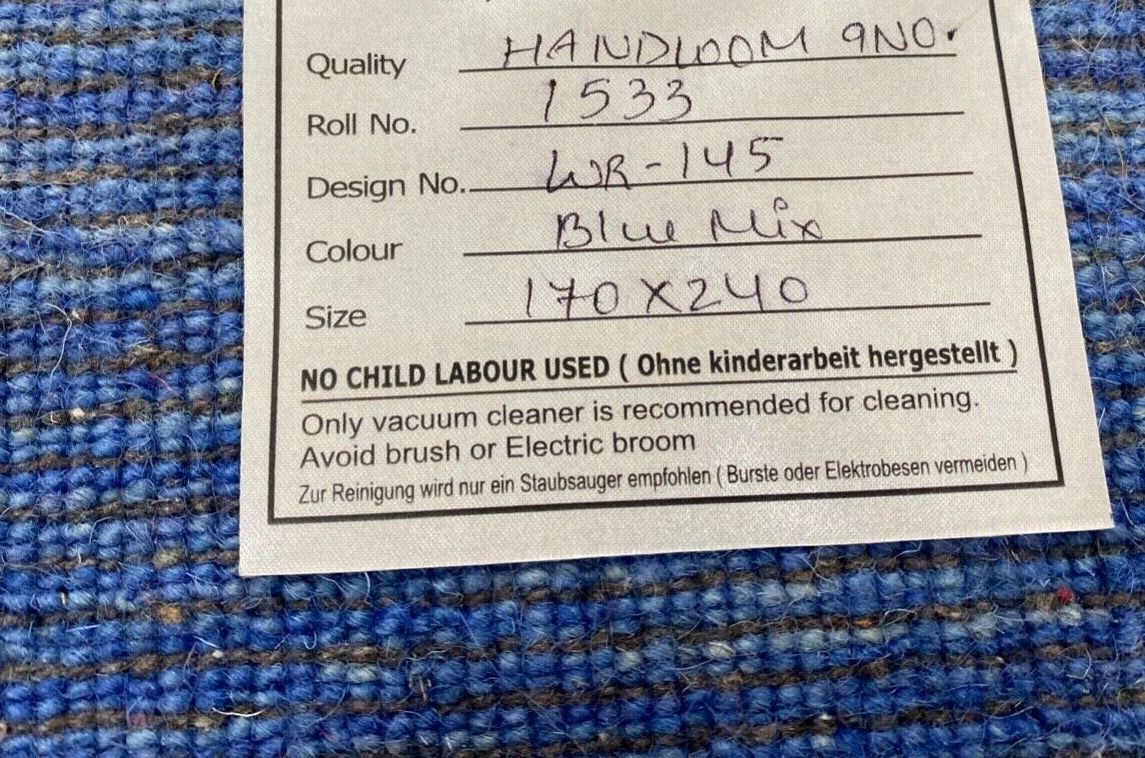 Quality HANDLOOM 9NO.
Roll No. 1533
Design No. WR-145
Colour Blue Mix
Size 170X240
NO CHILD LABOUR USED ( Ohne kinderarbeit hergestellt )
Only vacuum cleaner is recommended for cleaning.
Avoid brush or Electric broom
Zur Reinigung wird nur ein Staubsauger empfohlen ( Burste oder Elektrobesen vermeiden )